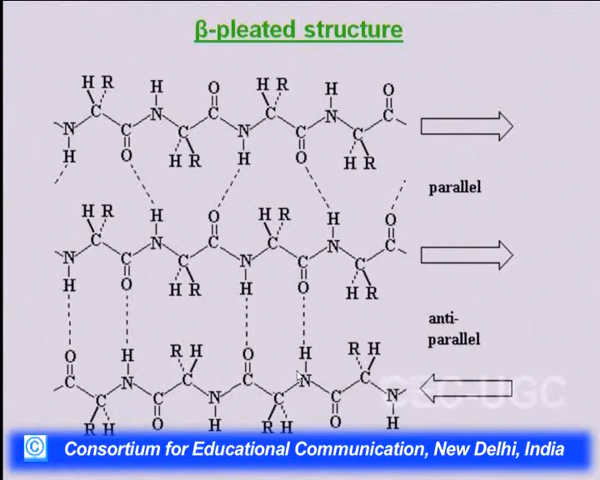 β-pleated structure
H R H O H R H O
N C C N C C N C C N C C
H O H R H O H R
parallel
H R H O H R H O
N C C N C C N C C N C C
H O H R H O H R
anti-
parallel
O H R H O H R H
C C N C C N C C N C C N
R H O H R H O H
CEC-UGC
© Consortium for Educational Communication, New Delhi, India